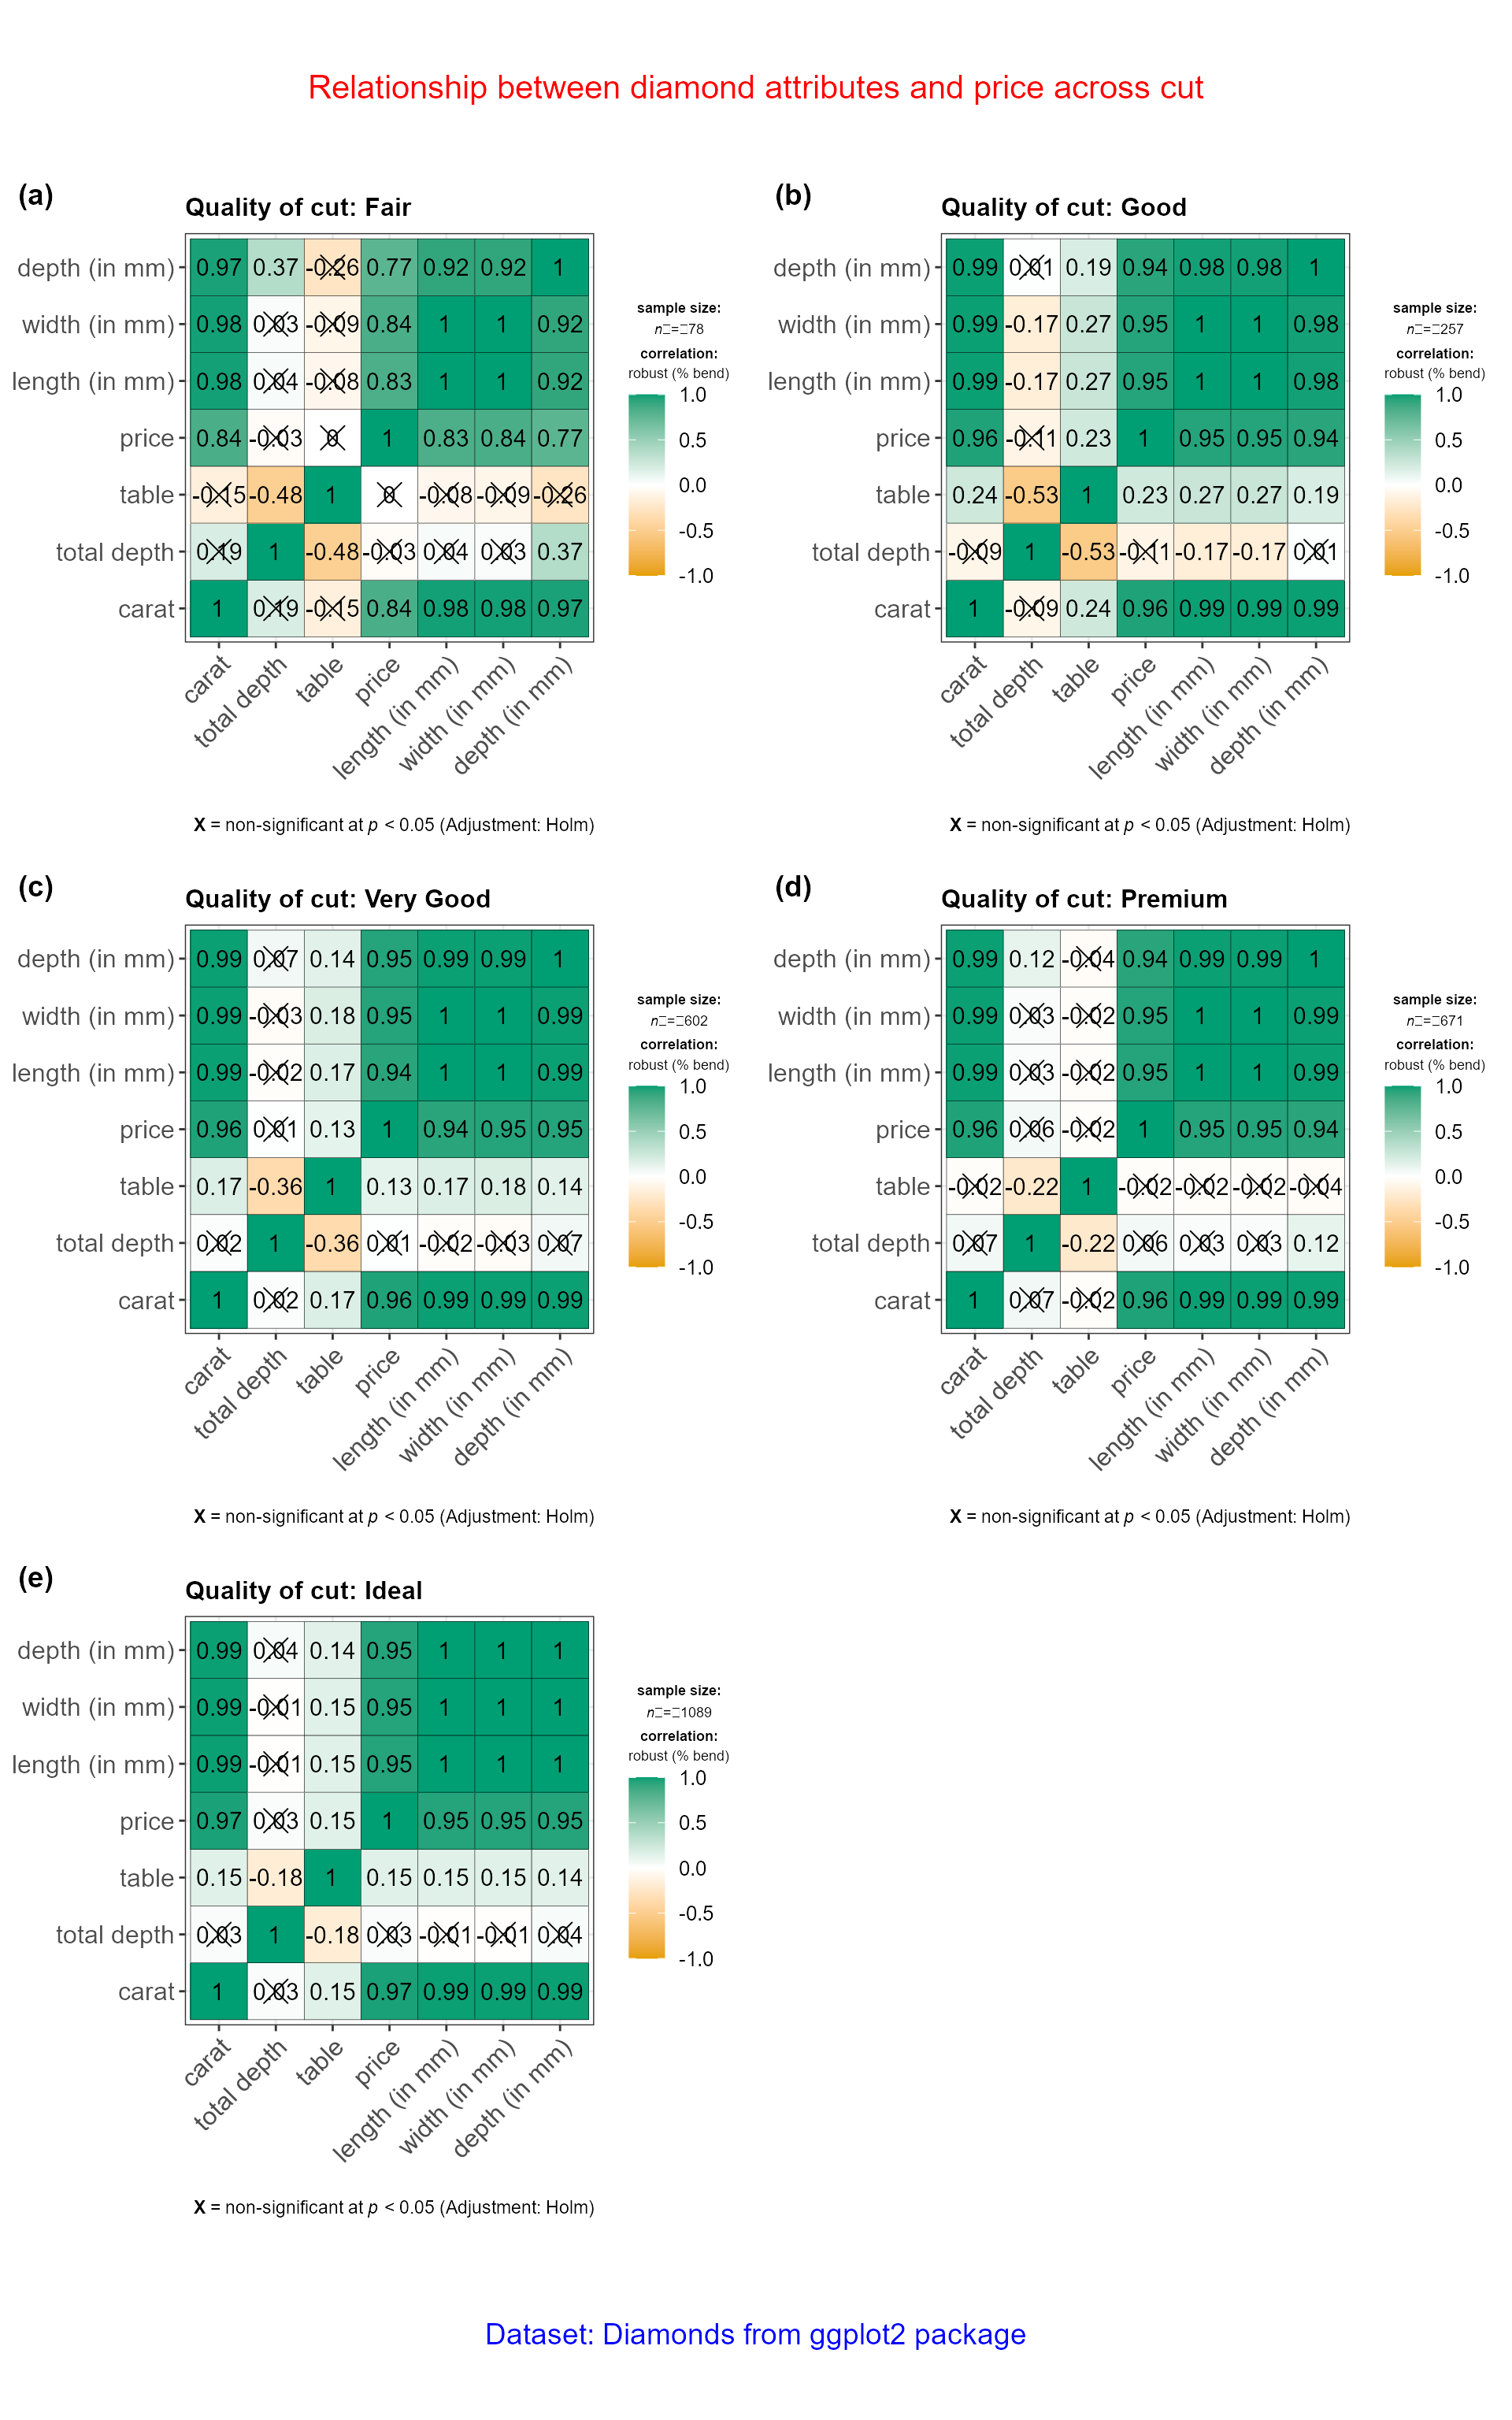 Relationship between diamond attributes and price across cut
(a)
Quality of cut: Fair
depth (in mm) 0.97 0.37 -0.26 0.77 0.92 0.92 1
width (in mm) 0.98 0.03 -0.09 0.84 1 1 0.92
length (in mm) 0.98 0.04 -0.08 0.83 1 1 0.92
price 0.84 -0.03 0 1 0.83 0.84 0.77
table -0.15 -0.48 1 0 -0.08 -0.09 -0.26
total depth 0.19 1 -0.48 -0.03 0.04 0.03 0.37
carat 1 0.19 -0.15 0.84 0.98 0.98 0.97
carat total depth table price length (in mm) width (in mm) depth (in mm)
sample size:
n = 78
correlation:
robust (% bend)
1.0
0.5
0.0
-0.5
-1.0
X = non-significant at p < 0.05 (Adjustment: Holm)
(b)
Quality of cut: Good
depth (in mm) 0.99 0.01 0.19 0.94 0.98 0.98 1
width (in mm) 0.99 -0.17 0.27 0.95 1 1 0.98
length (in mm) 0.99 -0.17 0.27 0.95 1 1 0.98
price 0.96 -0.11 0.23 1 0.95 0.95 0.94
table 0.24 -0.53 1 0.23 0.27 0.27 0.19
total depth -0.09 1 -0.53 -0.11 -0.17 -0.17 0.01
carat 1 -0.09 0.24 0.96 0.99 0.99 0.99
carat total depth table price length (in mm) width (in mm) depth (in mm)
sample size:
n = 257
correlation:
robust (% bend)
1.0
0.5
0.0
-0.5
-1.0
X = non-significant at p < 0.05 (Adjustment: Holm)
(c)
Quality of cut: Very Good
depth (in mm) 0.99 0.07 0.14 0.95 0.99 0.99 1
width (in mm) 0.99 -0.03 0.18 0.95 1 1 0.99
length (in mm) 0.99 -0.02 0.17 0.94 1 1 0.99
price 0.96 0.01 0.13 1 0.94 0.95 0.95
table 0.17 -0.36 1 0.13 0.17 0.18 0.14
total depth 0.02 1 -0.36 0.01 -0.02 -0.03 0.07
carat 1 0.02 0.17 0.96 0.99 0.99 0.99
carat total depth table price length (in mm) width (in mm) depth (in mm)
sample size:
n = 602
correlation:
robust (% bend)
1.0
0.5
0.0
-0.5
-1.0
X = non-significant at p < 0.05 (Adjustment: Holm)
(d)
Quality of cut: Premium
depth (in mm) 0.99 0.12 -0.04 0.94 0.99 0.99 1
width (in mm) 0.99 0.03 -0.02 0.95 1 1 0.99
length (in mm) 0.99 0.03 -0.02 0.95 1 1 0.99
price 0.96 0.06 -0.02 1 0.95 0.95 0.94
table -0.02 -0.22 1 -0.02 -0.02 -0.02 -0.04
total depth 0.07 1 -0.22 0.06 0.03 0.03 0.12
carat 1 0.07 -0.02 0.96 0.99 0.99 0.99
carat total depth table price length (in mm) width (in mm) depth (in mm)
sample size:
n = 671
correlation:
robust (% bend)
1.0
0.5
0.0
-0.5
-1.0
X = non-significant at p < 0.05 (Adjustment: Holm)
(e)
Quality of cut: Ideal
depth (in mm) 0.99 0.04 0.14 0.95 1 1 1
width (in mm) 0.99 -0.01 0.15 0.95 1 1 1
length (in mm) 0.99 -0.01 0.15 0.95 1 1 1
price 0.97 0.03 0.15 1 0.95 0.95 0.95
table 0.15 -0.18 1 0.15 0.15 0.15 0.14
total depth 0.03 1 -0.18 0.03 -0.01 -0.01 0.04
carat 1 0.03 0.15 0.97 0.99 0.99 0.99
carat total depth table price length (in mm) width (in mm) depth (in mm)
sample size:
n = 1089
correlation:
robust (% bend)
1.0
0.5
0.0
-0.5
-1.0
X = non-significant at p < 0.05 (Adjustment: Holm)
Dataset: Diamonds from ggplot2 package